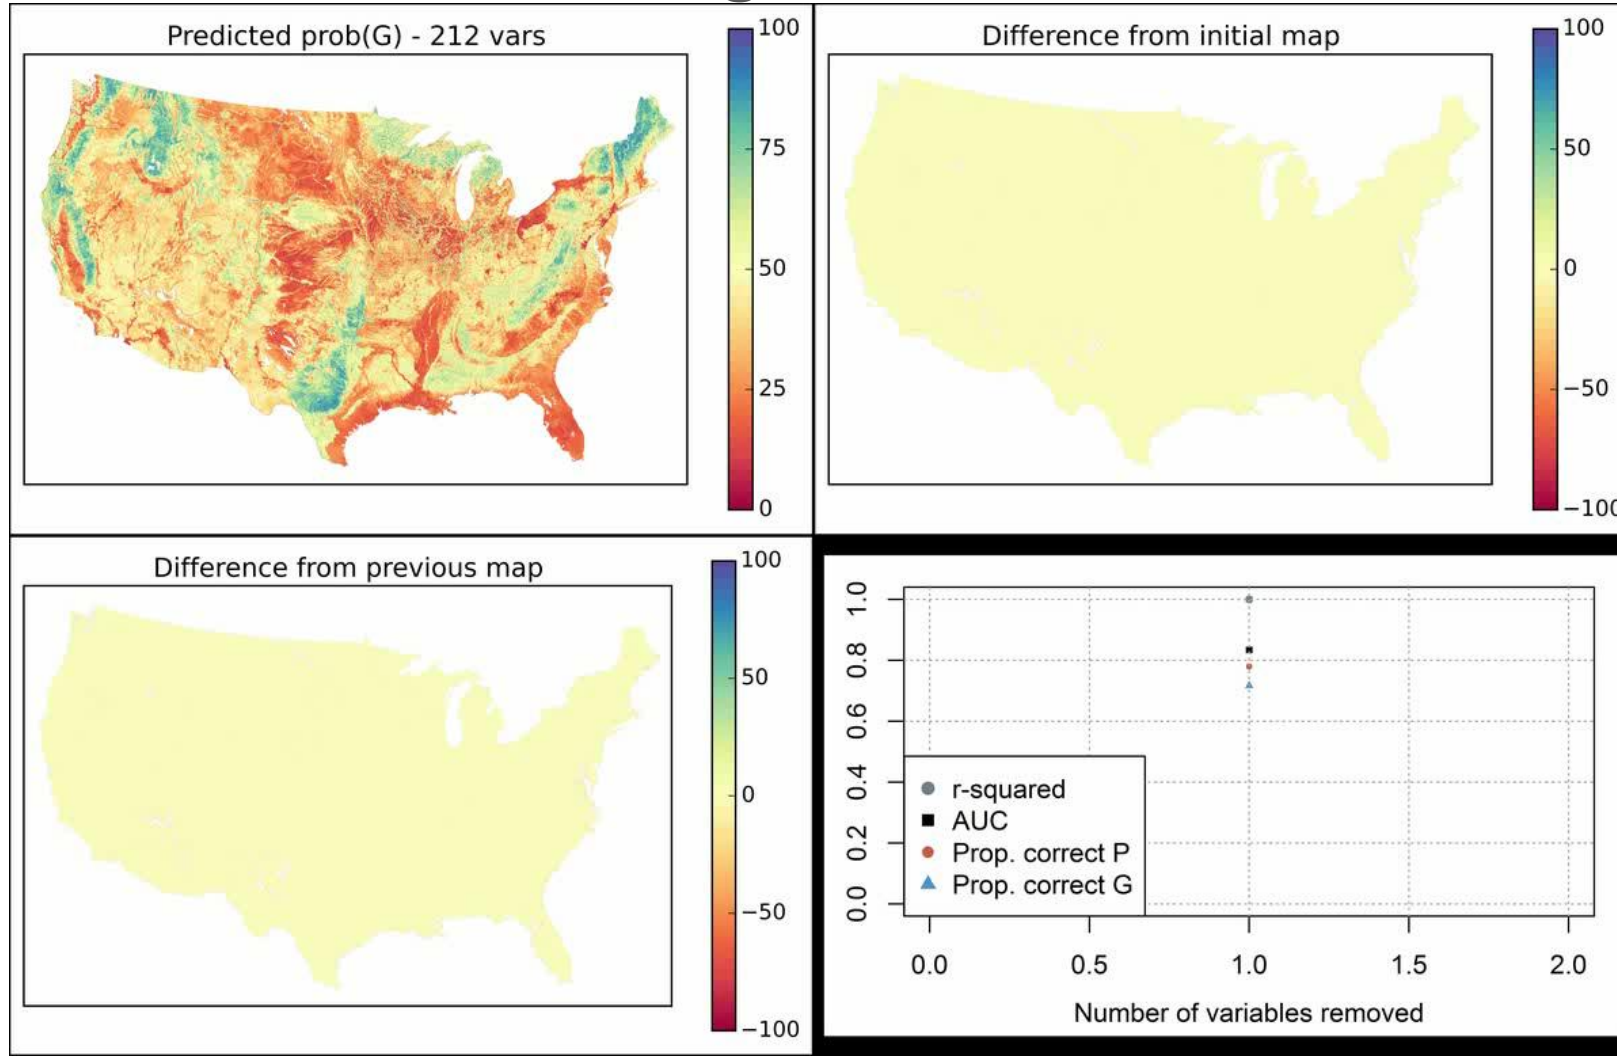 Predicted prob(G) - 212 vars
100
75
50
25
0
Difference from initial map
100
50
0
−50
−100
Difference from previous map
100
50
0
−50
−100
1.0
0.8
0.6
0.4
0.2
0.0
r-squared
AUC
Prop. correct P
Prop. correct G
0.0 0.5 1.0 1.5 2.0
Number of variables removed